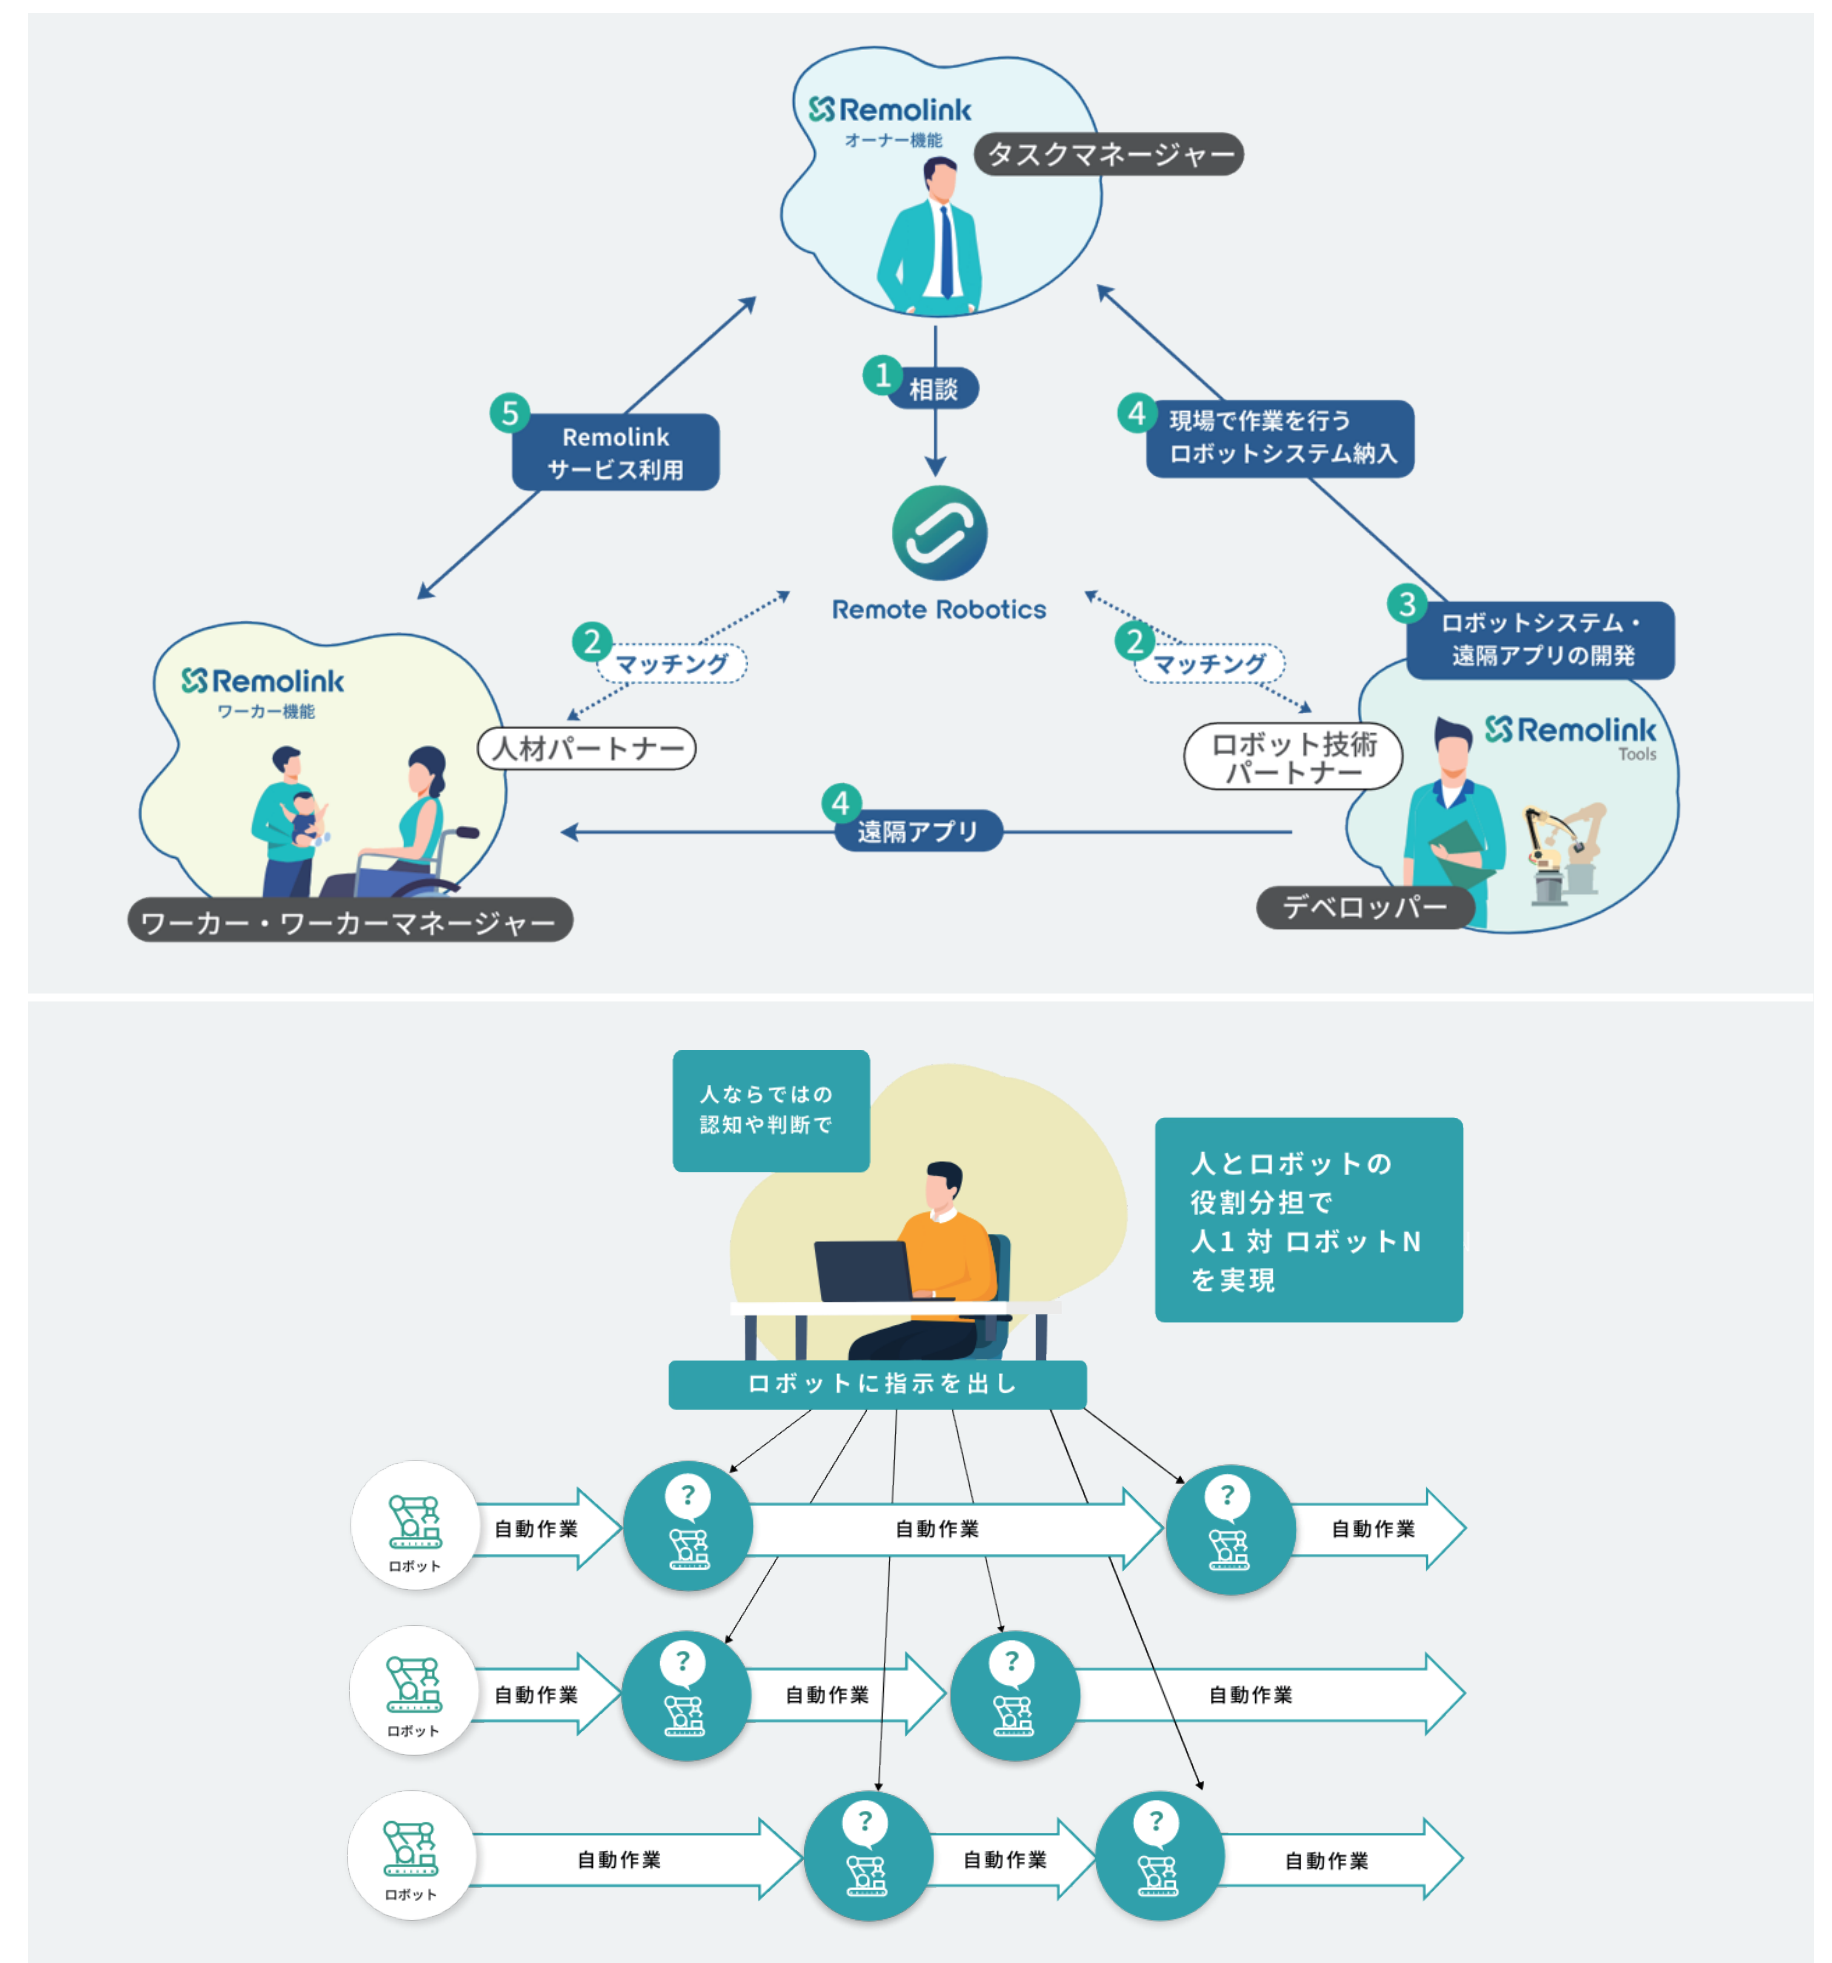 Remolink
オーナー機能
タスクマネージャー
1
相談
5
Remolink
サービス利用
4
現場で作業を行う
ロボットシステム納入
Remote Robotics
2
マッチング
2
マッチング
3
ロボットシステム・
遠隔アプリの開発
Remolink
ワーカー機能
人材パートナー
ロボット技術
パートナー
Remolink
Tools
4
遠隔アプリ
ワーカー・ワーカーマネージャー
デベロッパー
人ならではの
認知や判断で
人とロボットの
役割分担で
人1 対 ロボットN
を実現
ロボットに指示を出し
ロボット
自動作業
?
自動作業
?
自動作業
ロボット
自動作業
?
自動作業
?
自動作業
ロボット
自動作業
?
自動作業
?
自動作業